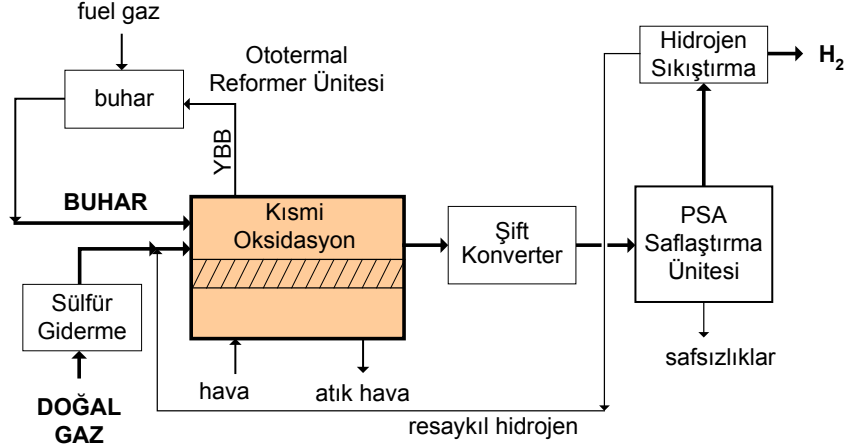 fuel gaz
buhar
Ototermal
Reformer Ünitesi
YBB
BUHAR
Kısmi
Oksidasyon
Şift
Konverter
Hidrojen
Sıkıştırma
H₂
PSA
Saflaştırma
Ünitesi
Sülfür
Giderme
DOĞAL
GAZ
hava
atık hava
safsızlıklar
resaykıl hidrojen